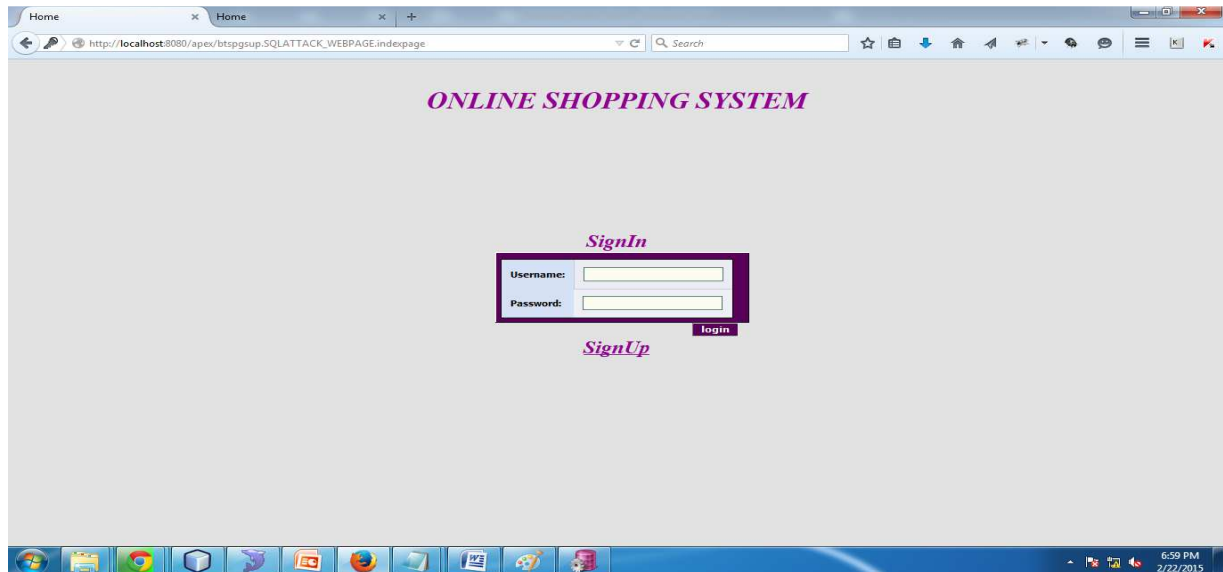 Home
Home
http://localhost:8080/apex/btspgsup.SQLATTACK_WEBPAGE.indexpage
Search
ONLINE SHOPPING SYSTEM
SignIn
Username:
Password:
login
SignUp
6:59 PM
2/22/2015